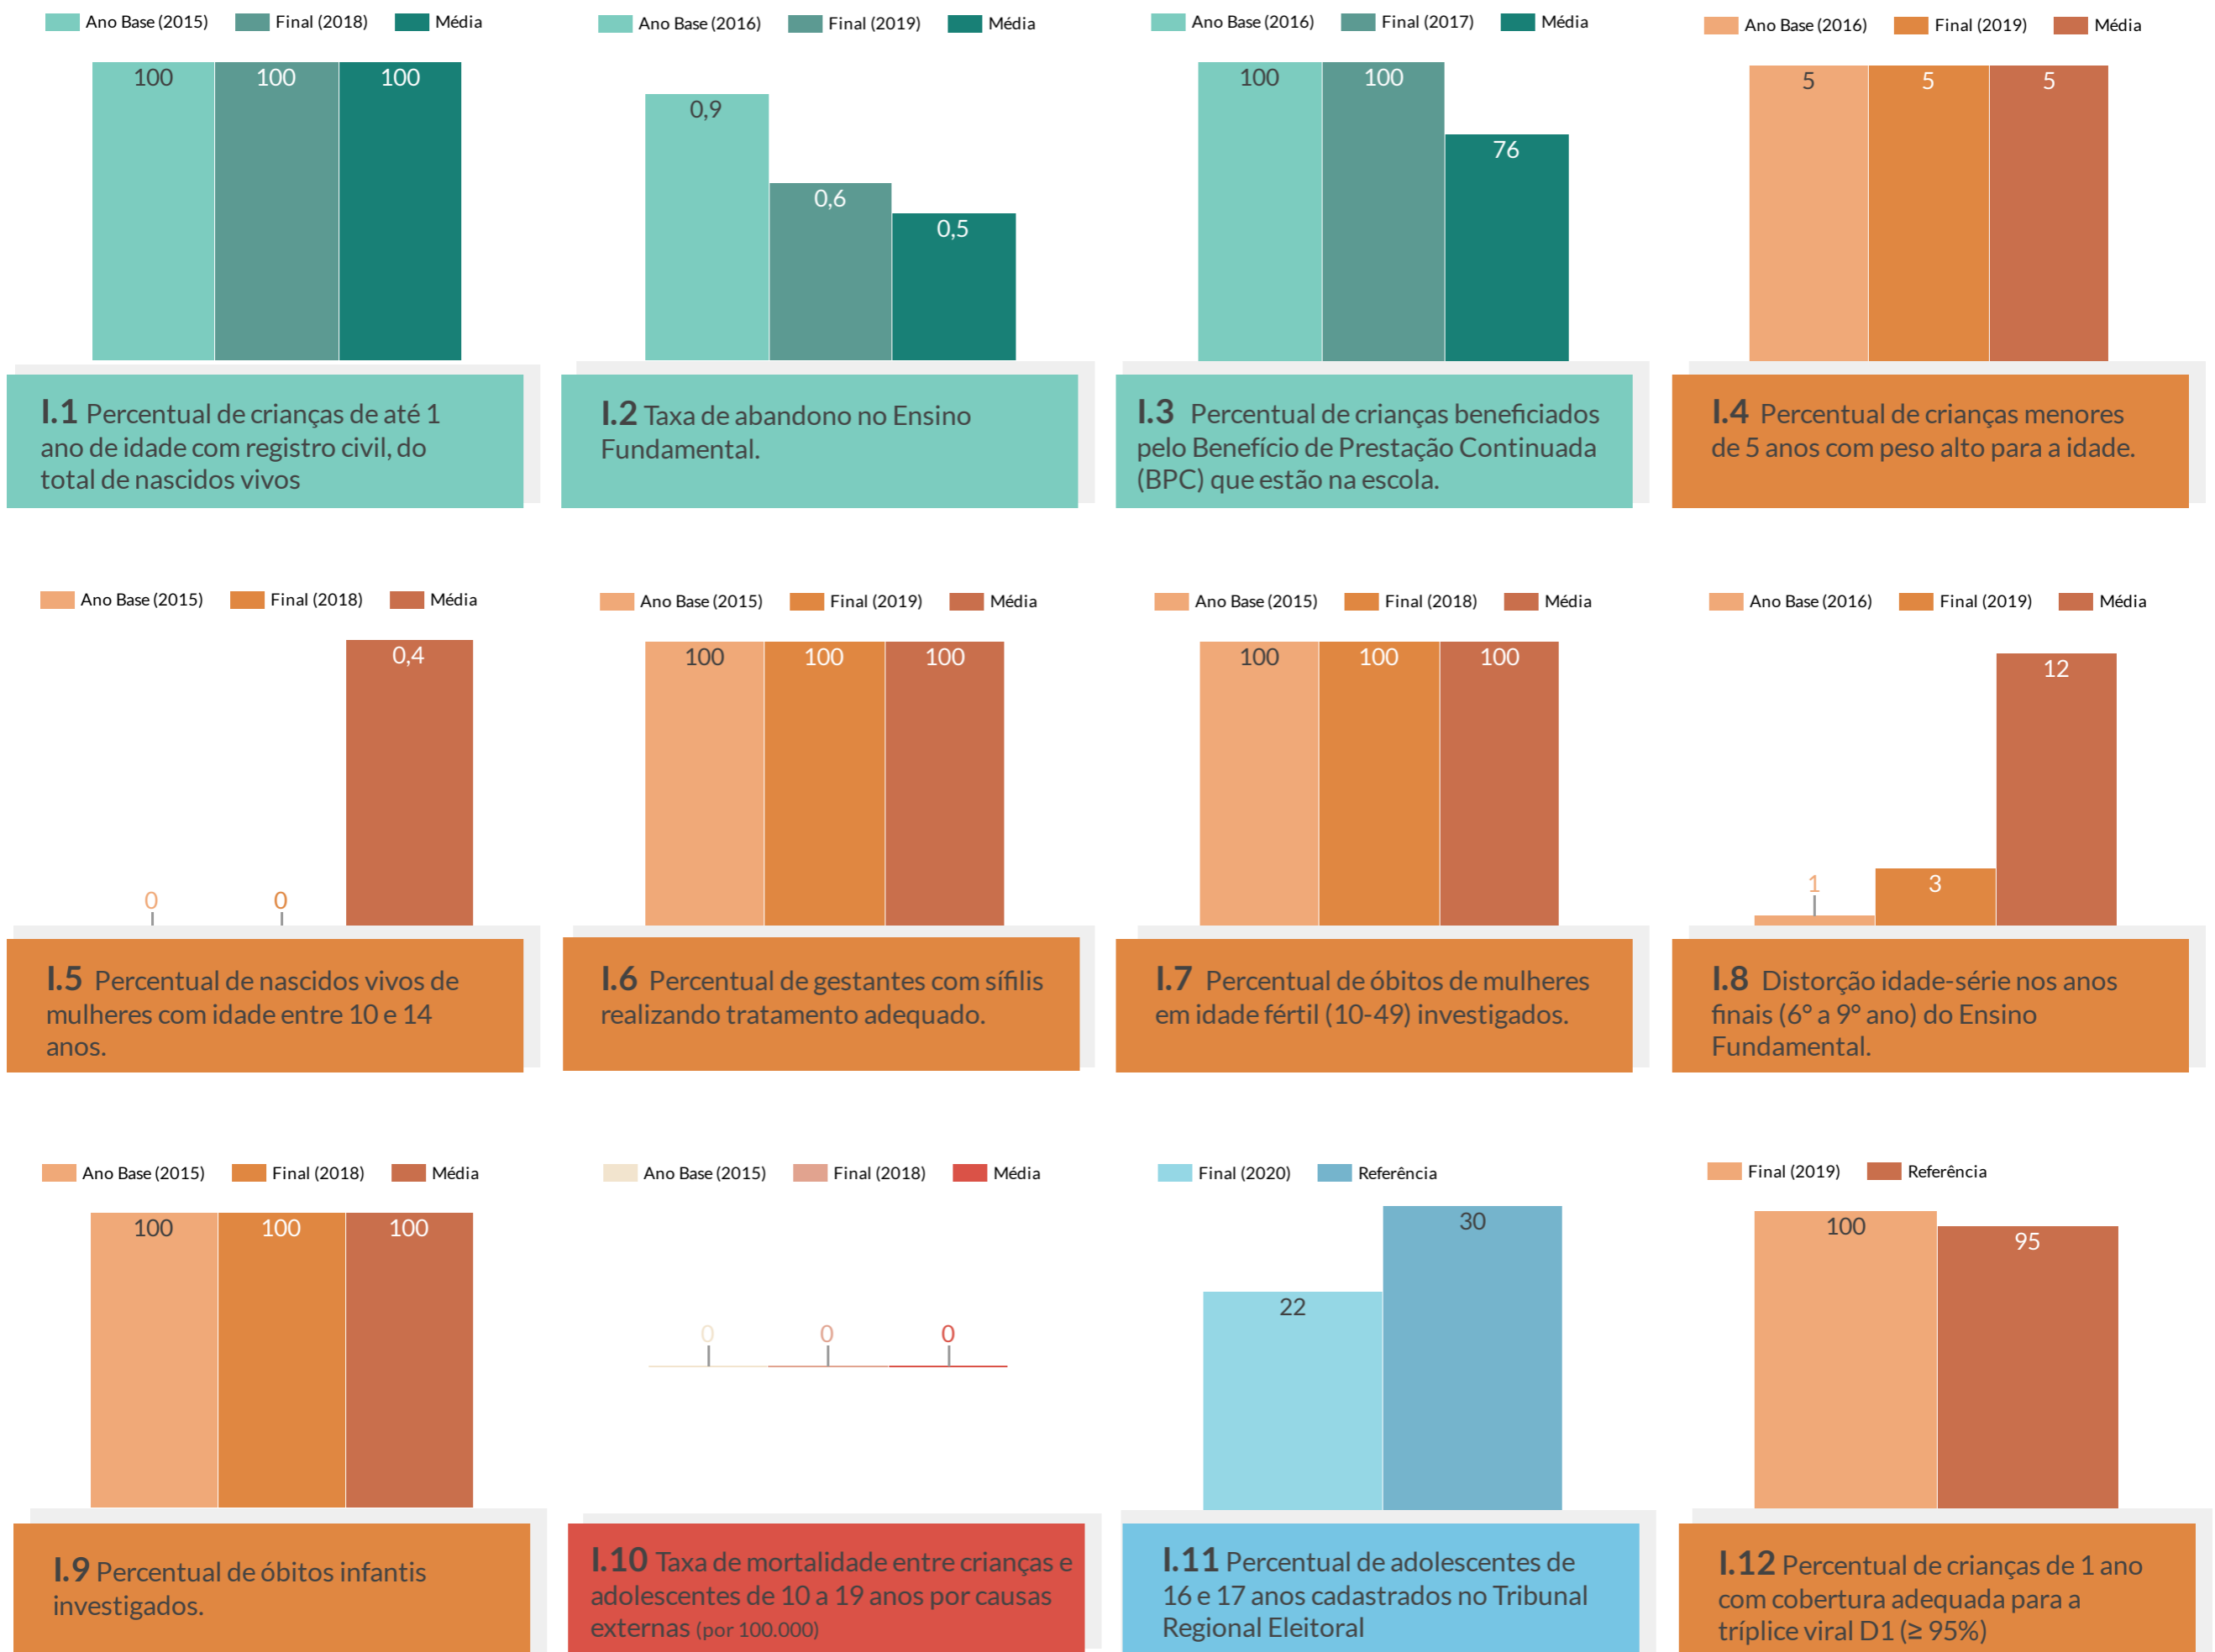 Ano Base (2015) Final (2018) Média
100 100 100
I.1 Percentual de crianças de até 1
ano de idade com registro civil, do
total de nascidos vivos
Ano Base (2016) Final (2019) Média
0,9
0,6
0,5
I.2 Taxa de abandono no Ensino
Fundamental.
Ano Base (2016) Final (2017) Média
100 100
76
I.3 Percentual de crianças beneficiados
pelo Benefício de Prestação Continuada
(BPC) que estão na escola.
Ano Base (2016) Final (2019) Média
5 5 5
I.4 Percentual de crianças menores
de 5 anos com peso alto para a idade.
Ano Base (2015) Final (2018) Média
0,4
0 0
I.5 Percentual de nascidos vivos de
mulheres com idade entre 10 e 14
anos.
Ano Base (2015) Final (2019) Média
100 100 100
I.6 Percentual de gestantes com sífilis
realizando tratamento adequado.
Ano Base (2015) Final (2018) Média
100 100 100
I.7 Percentual de óbitos de mulheres
em idade fértil (10-49) investigados.
Ano Base (2016) Final (2019) Média
12
1 3
I.8 Distorção idade-série nos anos
finais (6° a 9° ano) do Ensino
Fundamental.
Ano Base (2015) Final (2018) Média
100 100 100
I.9 Percentual de óbitos infantis
investigados.
Ano Base (2015) Final (2018) Média
0 0 0
I.10 Taxa de mortalidade entre crianças e
adolescentes de 10 a 19 anos por causas
externas (por 100.000)
Final (2020) Referência
30
22
I.11 Percentual de adolescentes de
16 e 17 anos cadastrados no Tribunal
Regional Eleitoral
Final (2019) Referência
100
95
I.12 Percentual de crianças de 1 ano
com cobertura adequada para a
tríplice viral D1 (≥ 95%)